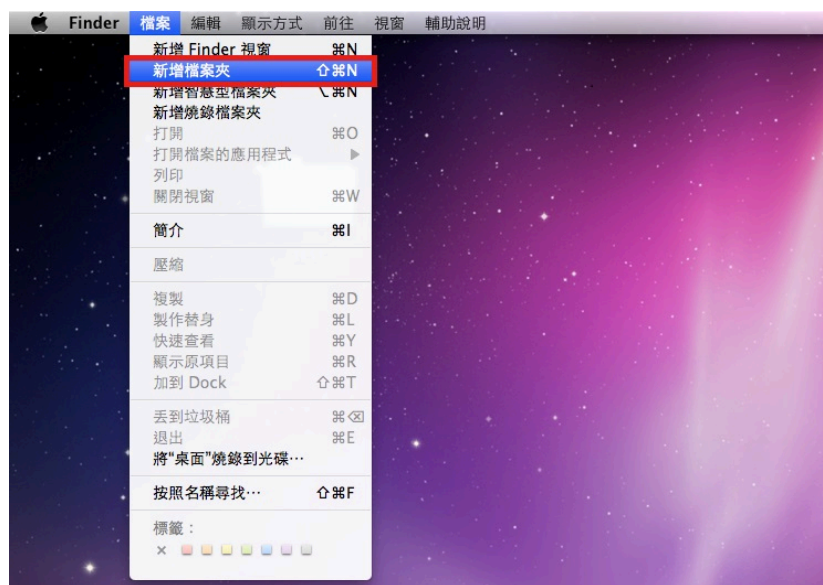 Finder 檔案 編輯 顯示方式 前往 視窗 輔助說明
新增 Finder 視窗 ⌘N
新增檔案夾 ⇧⌘N
新增智慧型檔案夾 ⌥⌘N
新增燒錄檔案夾
打開 ⌘O
打開檔案的應用程式 ▶
列印
關閉視窗 ⌘W
簡介 ⌘I
壓縮
複製 ⌘D
製作替身 ⌘L
快速查看 ⌘Y
顯示原項目 ⌘R
加到 Dock ⇧⌘T
丟到垃圾桶 ⌘⌫
退出 ⌘E
將“桌面”燒錄到光碟⋯
按照名稱尋找⋯ ⇧⌘F
標籤：
×